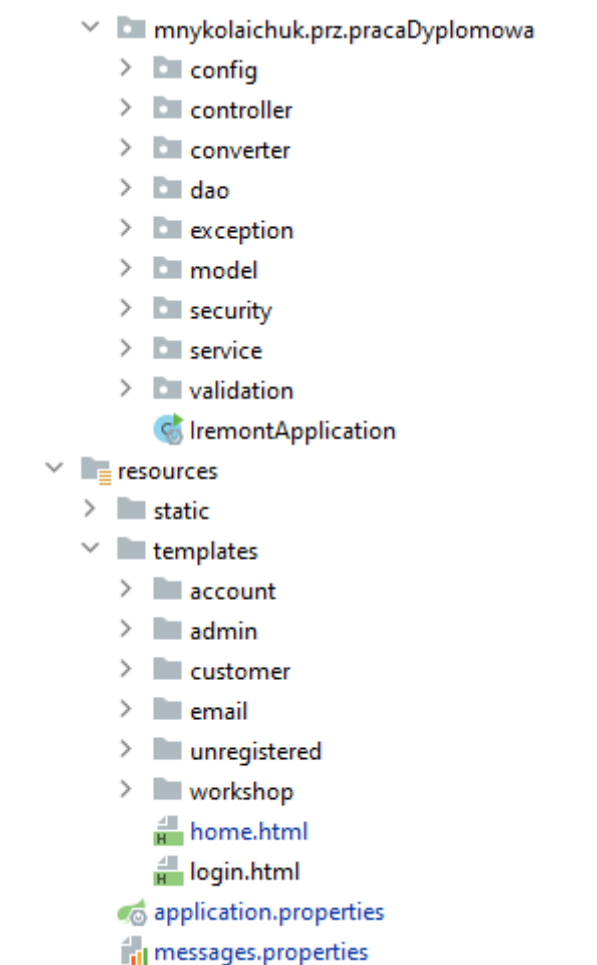 mnykolaichuk.prz.pracaDyplomowa
config
controller
converter
dao
exception
model
security
service
validation
IremontApplication
resources
static
templates
account
admin
customer
email
unregistered
workshop
home.html
login.html
application.properties
messages.properties